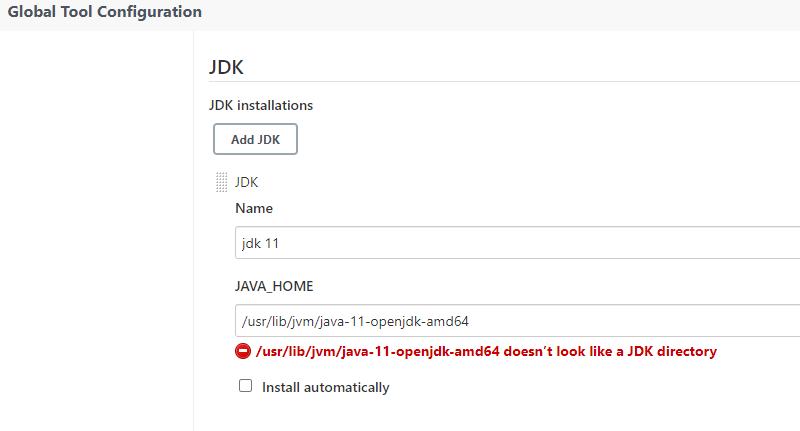 Global Tool Configuration
JDK
JDK installations
Add JDK
JDK
Name
jdk 11
JAVA_HOME
/usr/lib/jvm/java-11-openjdk-amd64
/usr/lib/jvm/java-11-openjdk-amd64 doesn’t look like a JDK directory
Install automatically